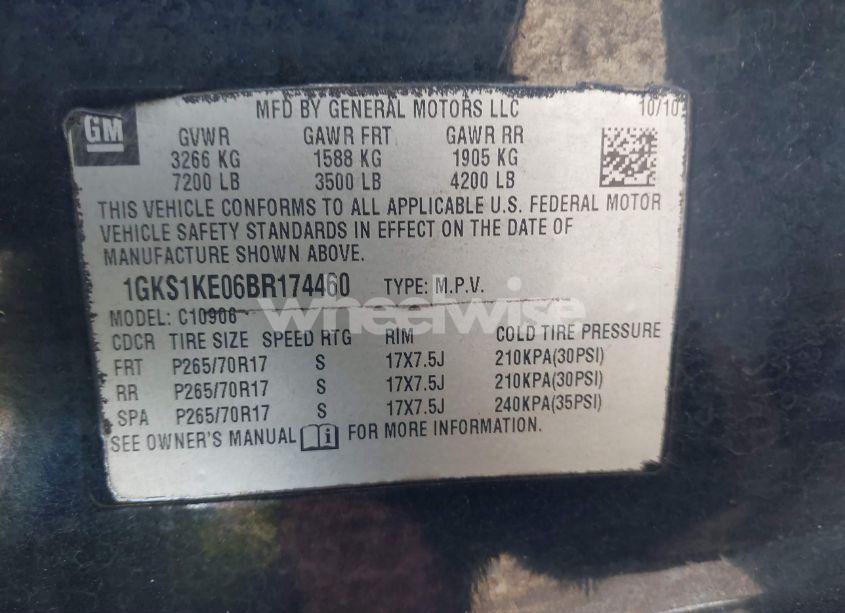 GM
MFD BY GENERAL MOTORS LLC 10/10
GVWR GAWR FRT GAWR RR
3266 KG 1588 KG 1905 KG
7200 LB 3500 LB 4200 LB
THIS VEHICLE CONFORMS TO ALL APPLICABLE U.S. FEDERAL MOTOR
VEHICLE SAFETY STANDARDS IN EFFECT ON THE DATE OF
MANUFACTURE SHOWN ABOVE.
1GKS1KE06BR174460 TYPE: M.P.V.
wheelwise
MODEL: C10906
CDCR TIRE SIZE SPEED RTG RIM COLD TIRE PRESSURE
FRT P265/70R17 S 17X7.5J 210KPA(30PSI)
RR P265/70R17 S 17X7.5J 210KPA(30PSI)
SPA P265/70R17 S 17X7.5J 240KPA(35PSI)
SEE OWNER'S MANUAL FOR MORE INFORMATION.